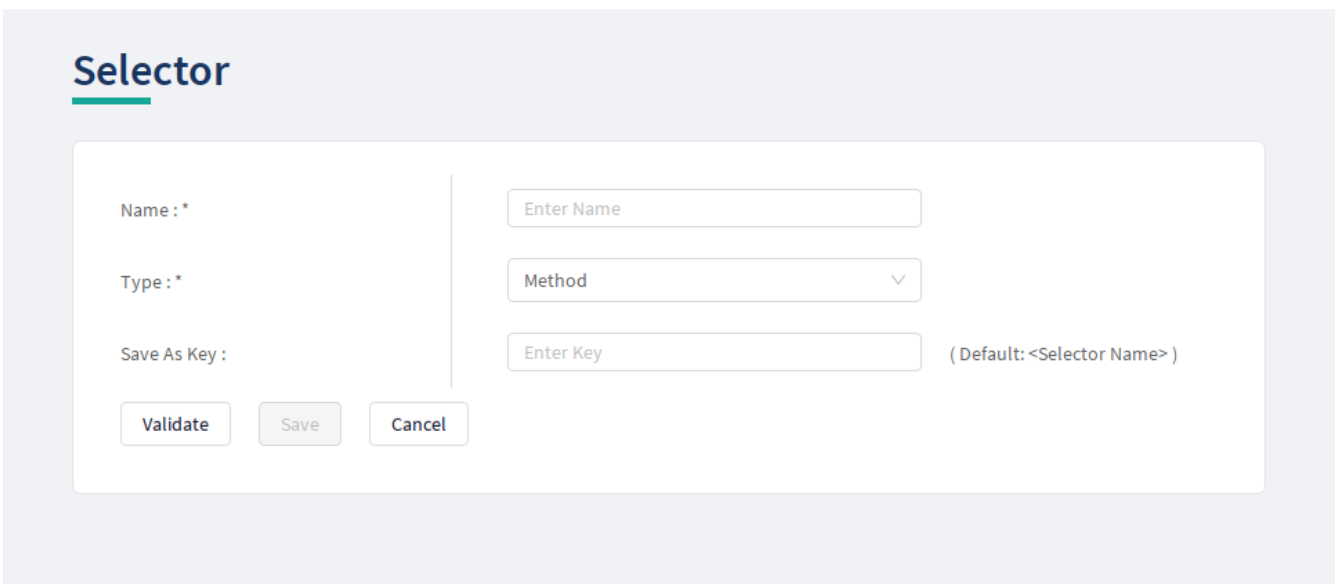 Selector
Name : * Enter Name
Type : * Method
Save As Key : Enter Key ( Default: <Selector Name> )
Validate Save Cancel